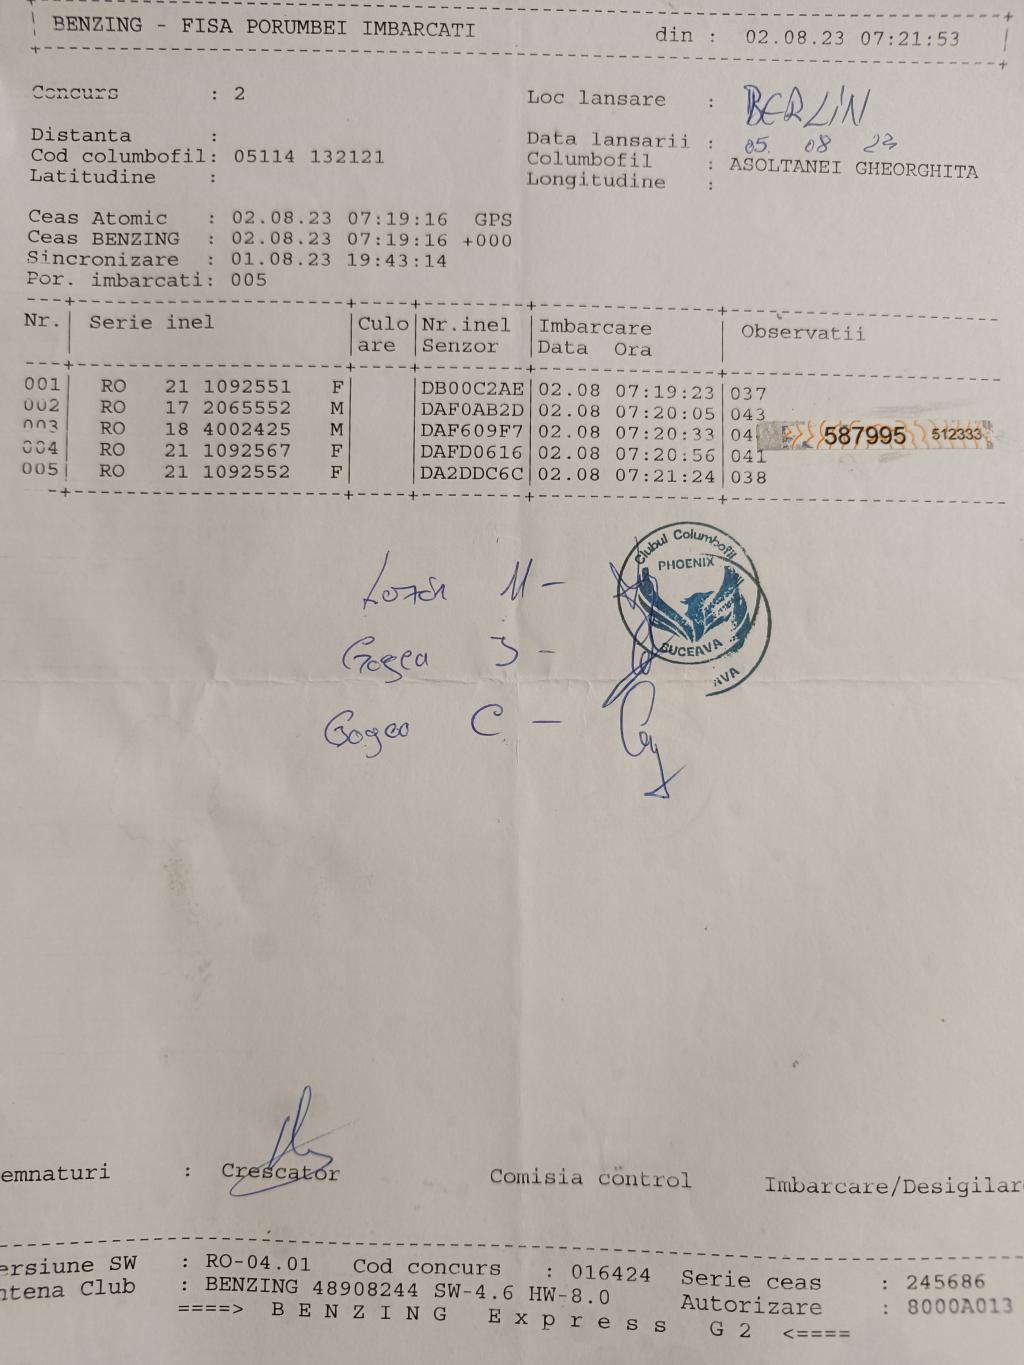 BENZING - FISA PORUMBEI IMBARCATI din : 02.08.23 07:21:53
Concurs : 2 Loc lansare : BERLIN
Distanta : Data lansarii : 05. 08 23
Cod columbofil: 05114 132121 Columbofil : ASOLTANEI GHEORGHITA
Latitudine : Longitudine :
Ceas Atomic : 02.08.23 07:19:16 GPS
Ceas BENZING : 02.08.23 07:19:16 +000
Sincronizare : 01.08.23 19:43:14
Por. imbarcati: 005
Nr. Serie inel Culo Nr.inel Imbarcare Observatii
are Senzor Data Ora
001 RO 21 1092551 F DB00C2AE 02.08 07:19:23 037
002 RO 17 2065552 M DAF0AB2D 02.08 07:20:05 043
003 RO 18 4002425 M DAF609F7 02.08 07:20:33 04 587995 512333
004 RO 21 1092567 F DAFD0616 02.08 07:20:56 041
005 RO 21 1092552 F DA2DDC6C 02.08 07:21:24 038
Clubul Columbofil
PHOENIX
SUCEAVA
AVA
Gogea
Gogea C -
emnaturi : Crescator Comisia control Imbarcare/Desigilar
ersiune SW : RO-04.01 Cod concurs : 016424 Serie ceas : 245686
ntena Club : BENZING 48908244 SW-4.6 HW-8.0 Autorizare : 8000A013
====> B E N Z I N G E x p r e s s G 2 <====